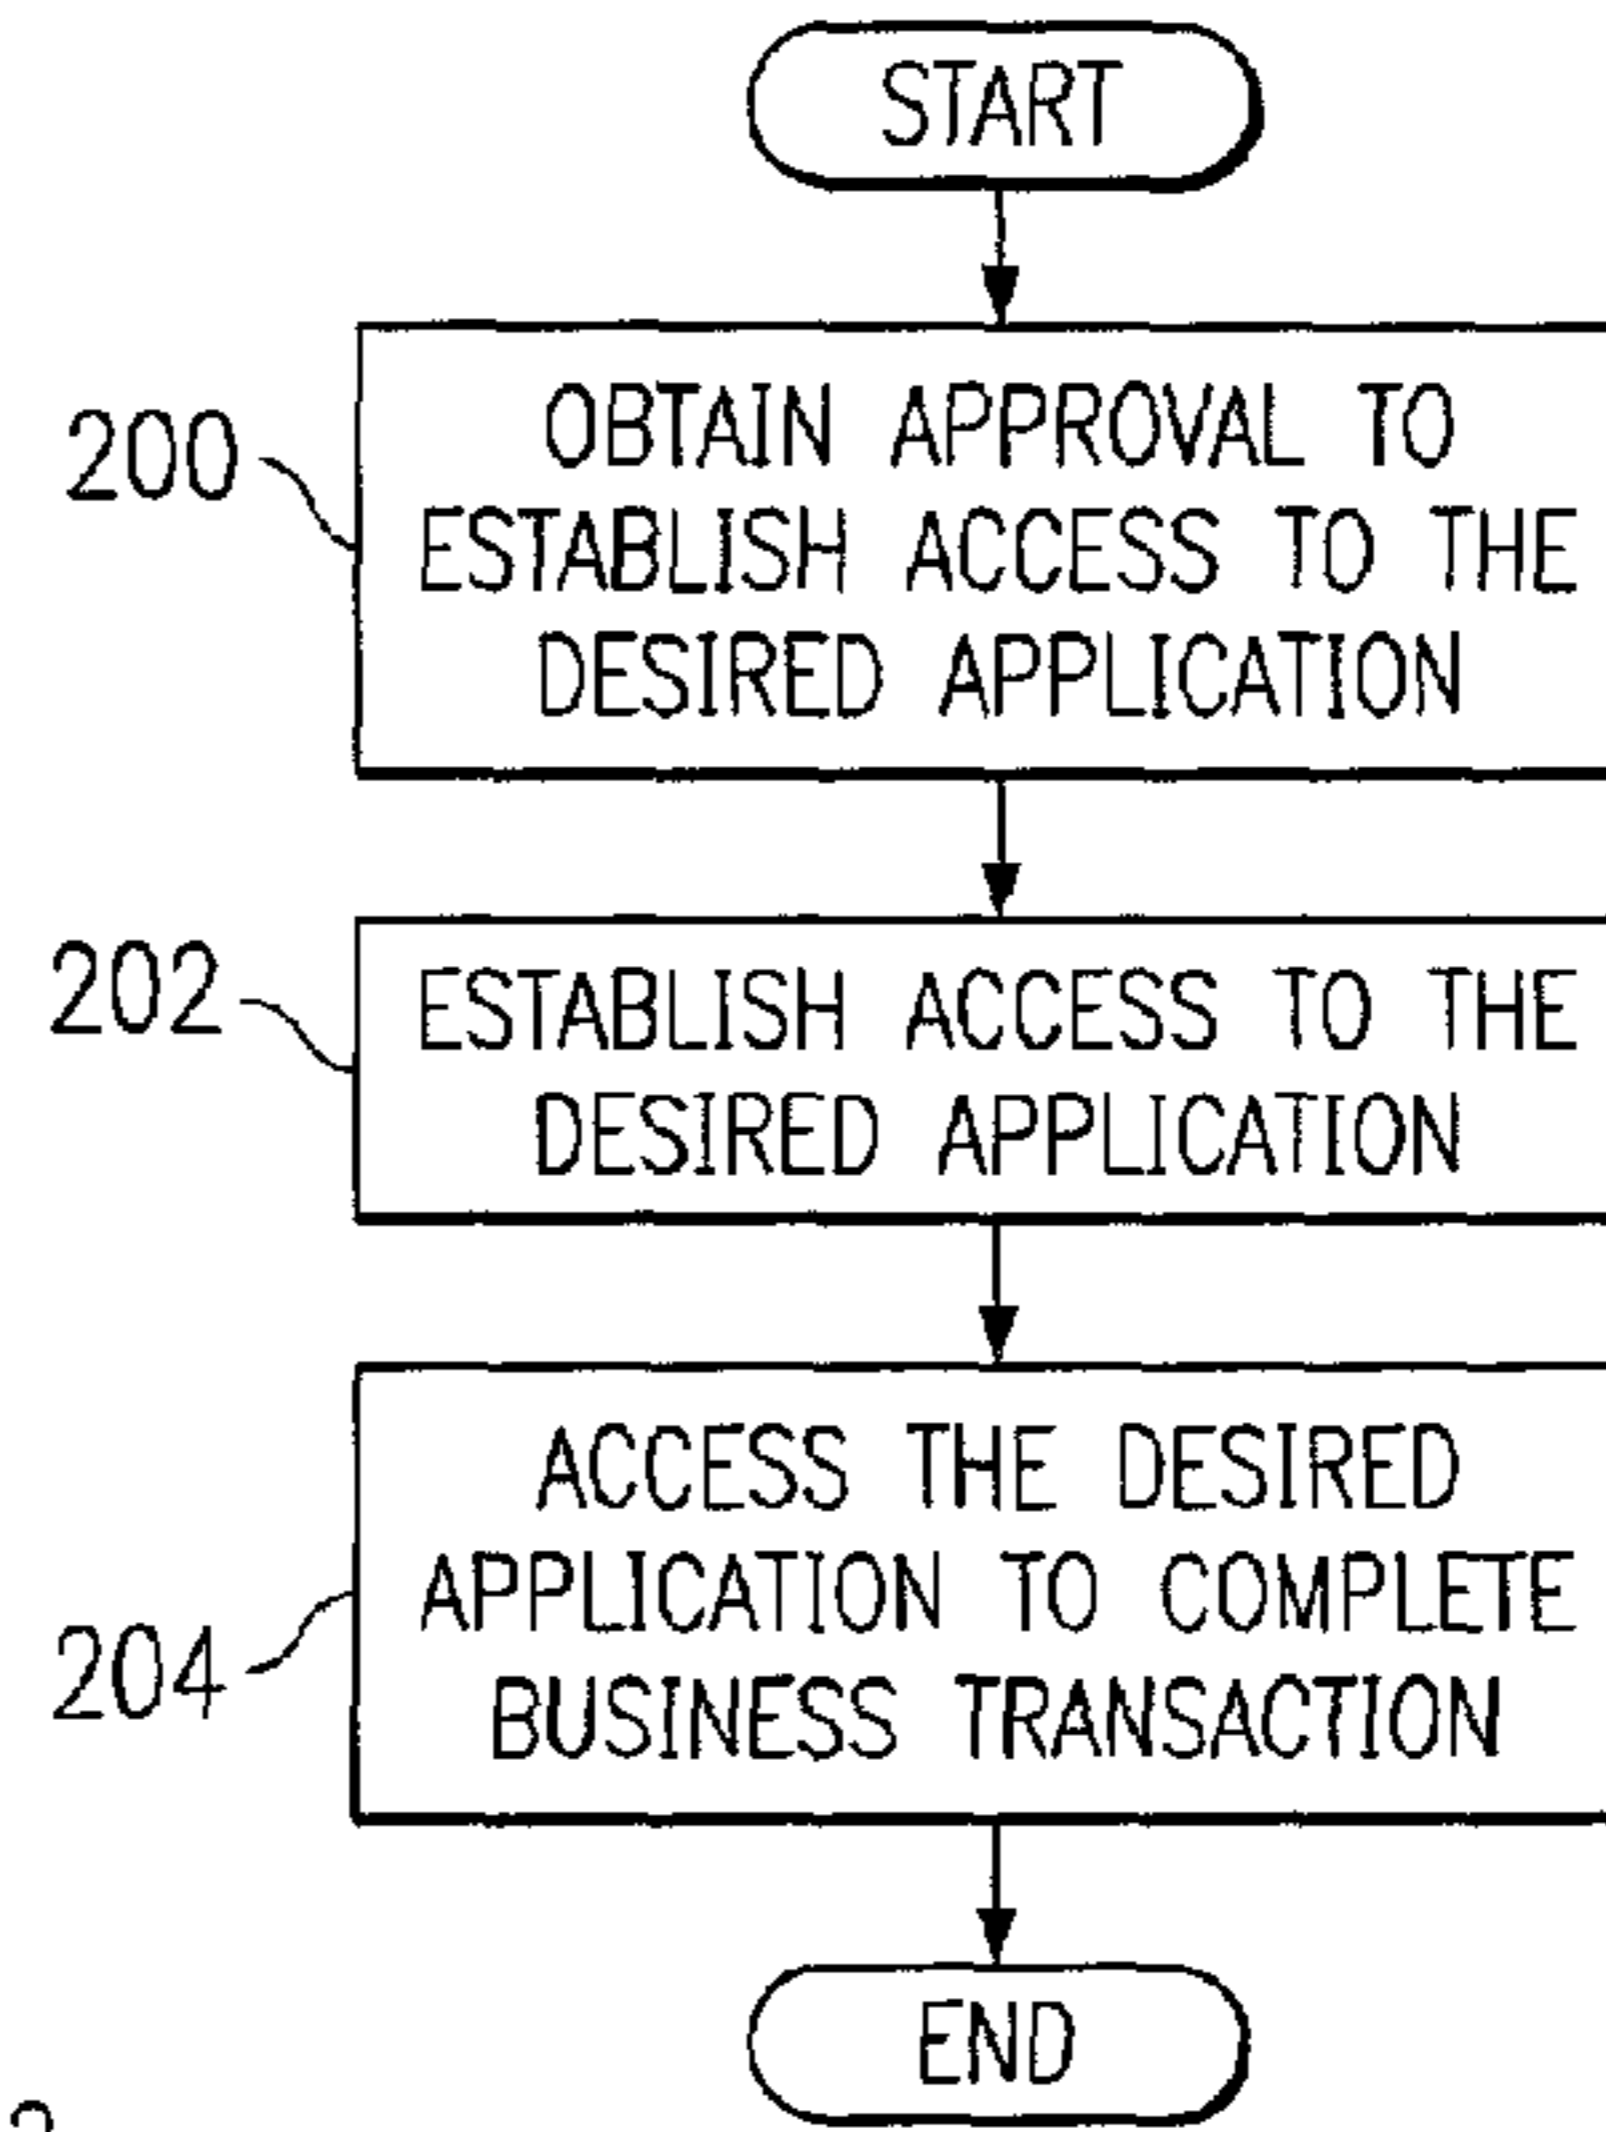 START
200
OBTAIN APPROVAL TO
ESTABLISH ACCESS TO THE
DESIRED APPLICATION
202
ESTABLISH ACCESS TO THE
DESIRED APPLICATION
204
ACCESS THE DESIRED
APPLICATION TO COMPLETE
BUSINESS TRANSACTION
END